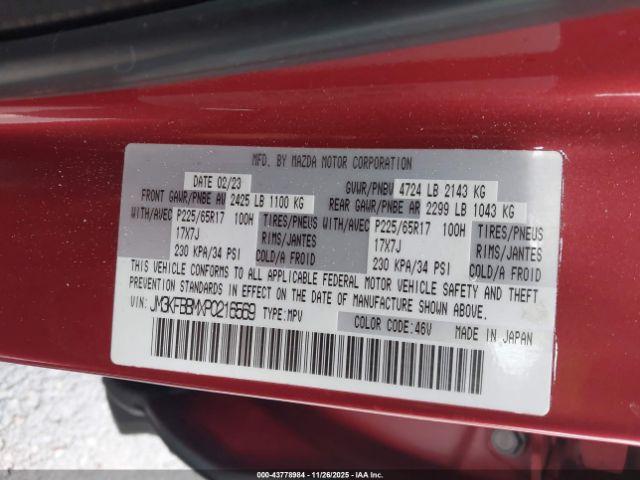 MFD. BY MAZDA MOTOR CORPORATION
DATE 02/23 GVWR/PNBV 4724 LB 2143 KG
FRONT GAWR/PNBE AV 2425 LB 1100 KG REAR GAWR/PNBE AR 2299 LB 1043 KG
WITH/AVEC P225/65R17 100H TIRES/PNEUS WITH/AVEC P225/65R17 100H TIRES/PNEUS
17X7J RIMS/JANTES 17X7J RIMS/JANTES
230 KPA/34 PSI COLD/A FROID 230 KPA/34 PSI COLD/A FROID
THIS VEHICLE CONFORMS TO ALL APPLICABLE FEDERAL MOTOR VEHICLE SAFETY AND THEFT
PREVENTION STANDARDS IN EFFECT ON THE DATE OF MANUFACTURE SHOWN ABOVE.
VIN: JM3KFBBMXP0216569 TYPE: MPV COLOR CODE: 46V MADE IN JAPAN
000-43778984 | 11/26/2025 - IAA Inc.